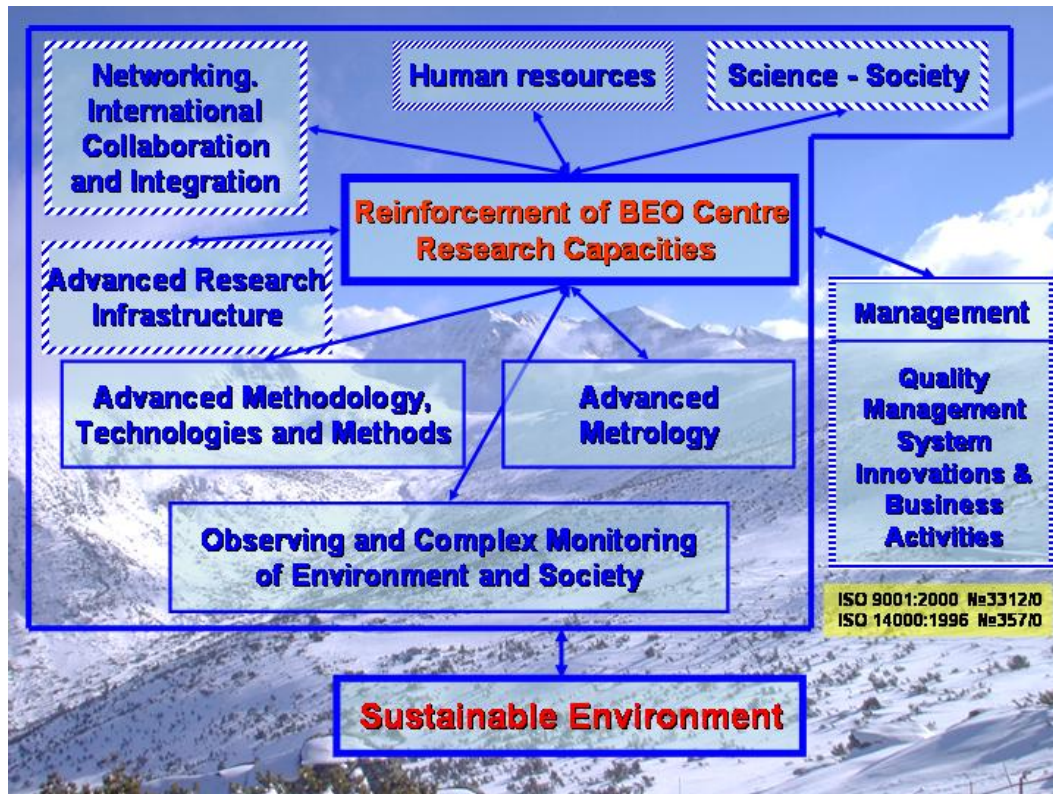 Networking.
International
Collaboration
and Integration
Human resources
Science - Society
Reinforcement of BEO Centre
Research Capacities
Advanced Research
Infrastructure
Management
Advanced Methodology,
Technologies and Methods
Advanced
Metrology
Quality
Management
System
Innovations &
Business
Activities
Observing and Complex Monitoring
of Environment and Society
ISO 9001:2000 №3312/0
ISO 14000:1996 №357/0
Sustainable Environment